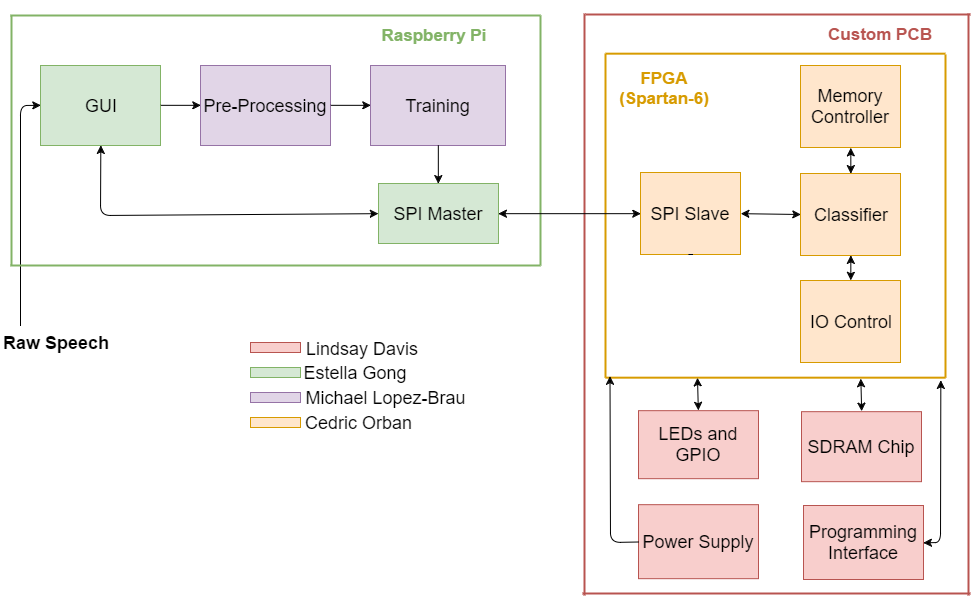 Raspberry Pi
GUI
Pre-Processing
Training
SPI Master
Raw Speech
Custom PCB
FPGA
(Spartan-6)
Memory
Controller
SPI Slave
Classifier
IO Control
LEDs and
GPIO
SDRAM Chip
Power Supply
Programming
Interface
Lindsay Davis
Estella Gong
Michael Lopez-Brau
Cedric Orban